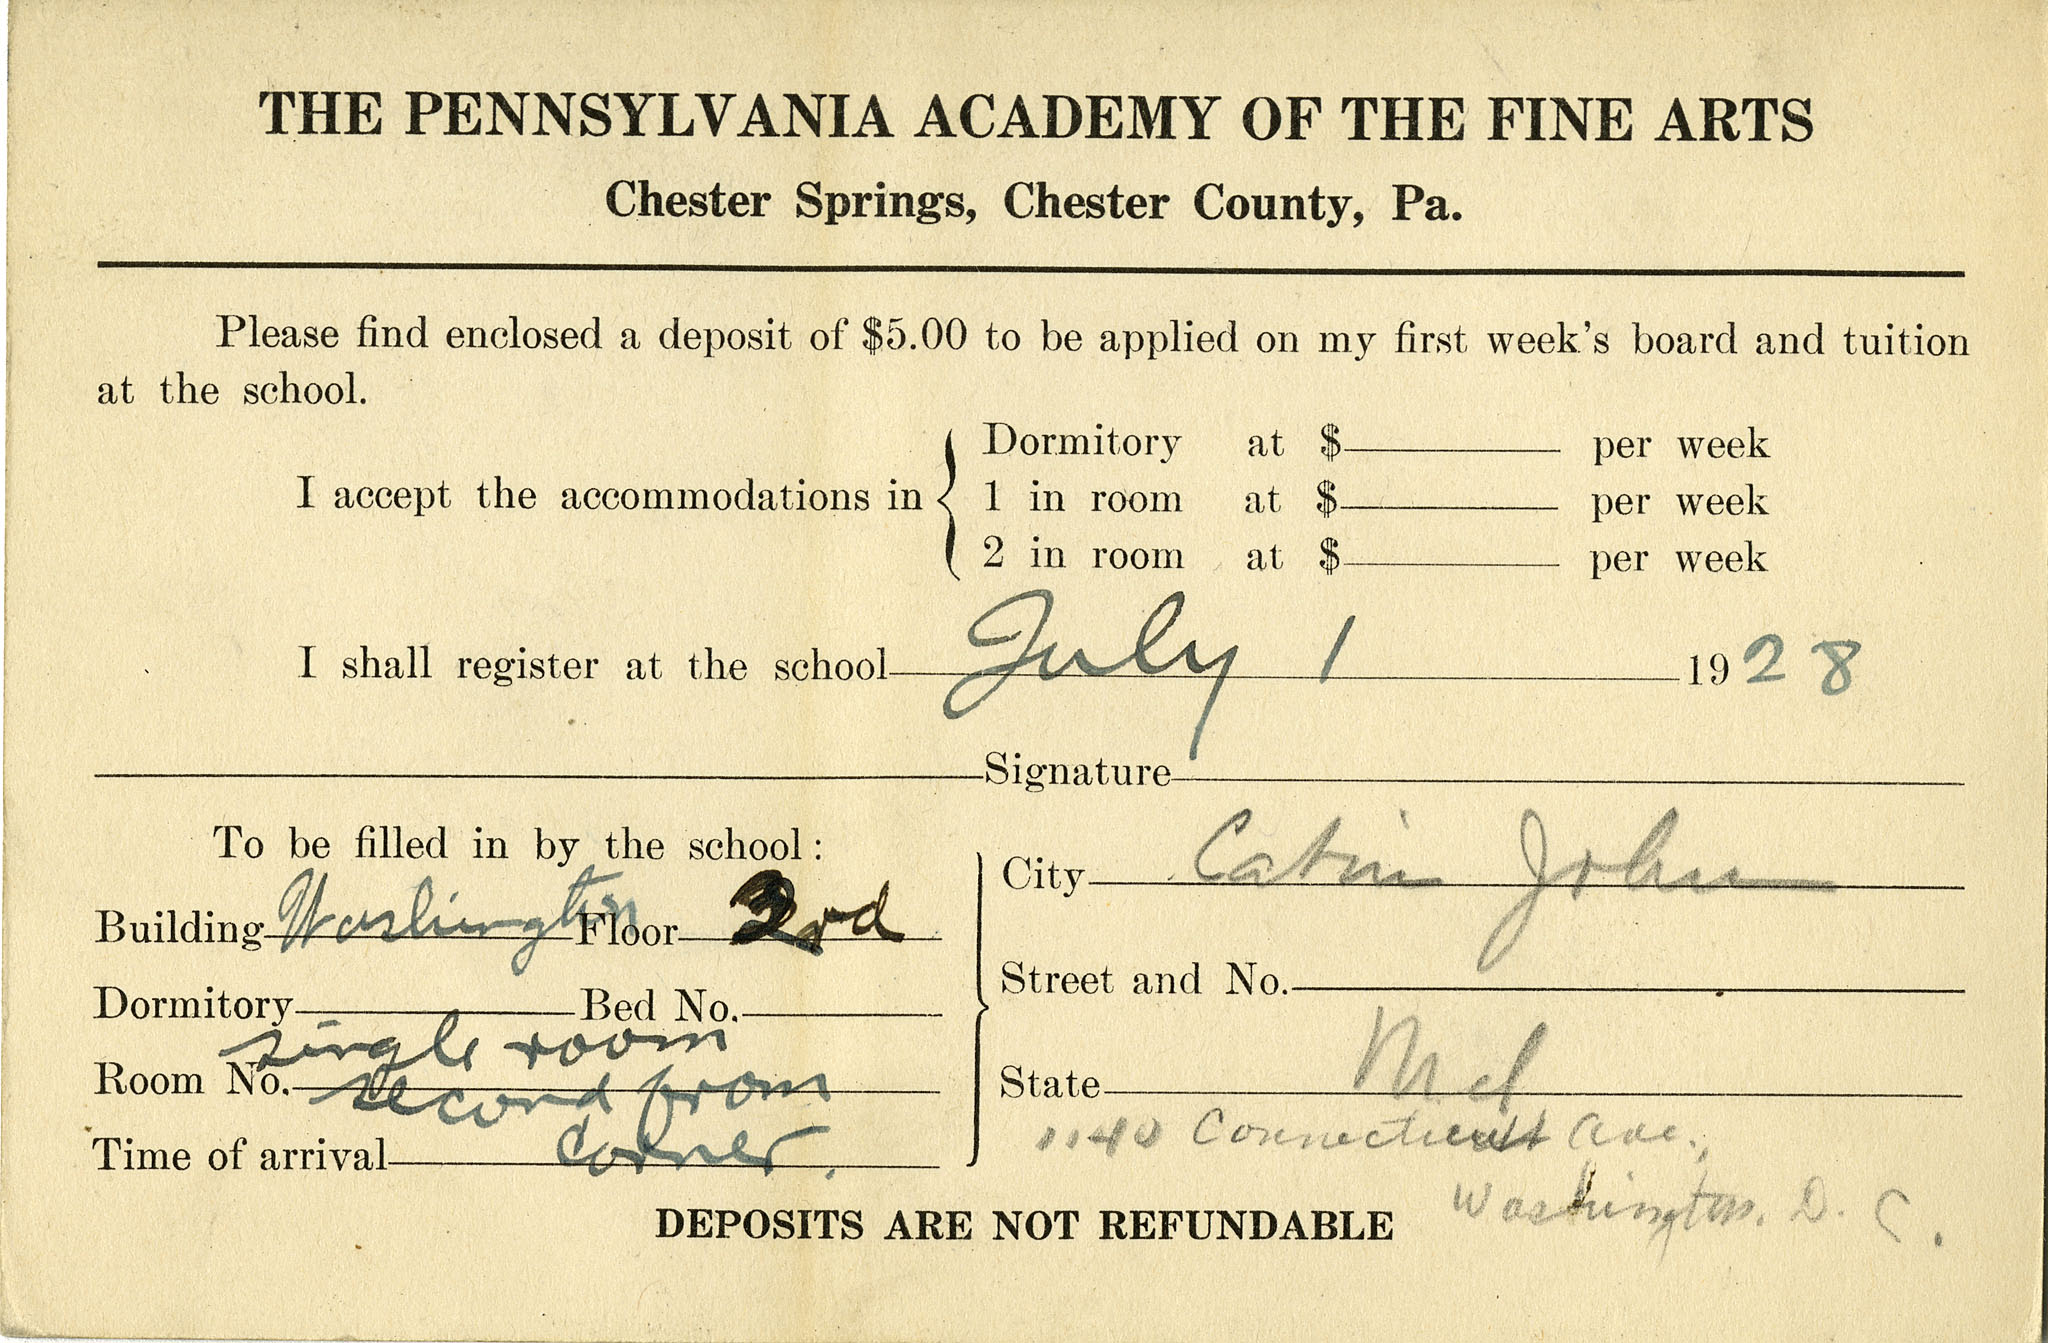 THE PENNSYLVANIA ACADEMY OF THE FINE ARTS
Chester Springs, Chester County, Pa.
Please find enclosed a deposit of $5.00 to be applied on my first week's board and tuition
at the school.
I accept the accommodations in
Dormitory at $ per week
1 in room at $ per week
2 in room at $ per week
I shall register at the school July 1 1928
Signature
To be filled in by the school:
Building Washington Floor 3rd
Dormitory Bed No.
single room
Room No. second from
Time of arrival corner.
City John
Street and No.
State Md
1140 Connecticut Ave.,
Washington, D. C.
DEPOSITS ARE NOT REFUNDABLE